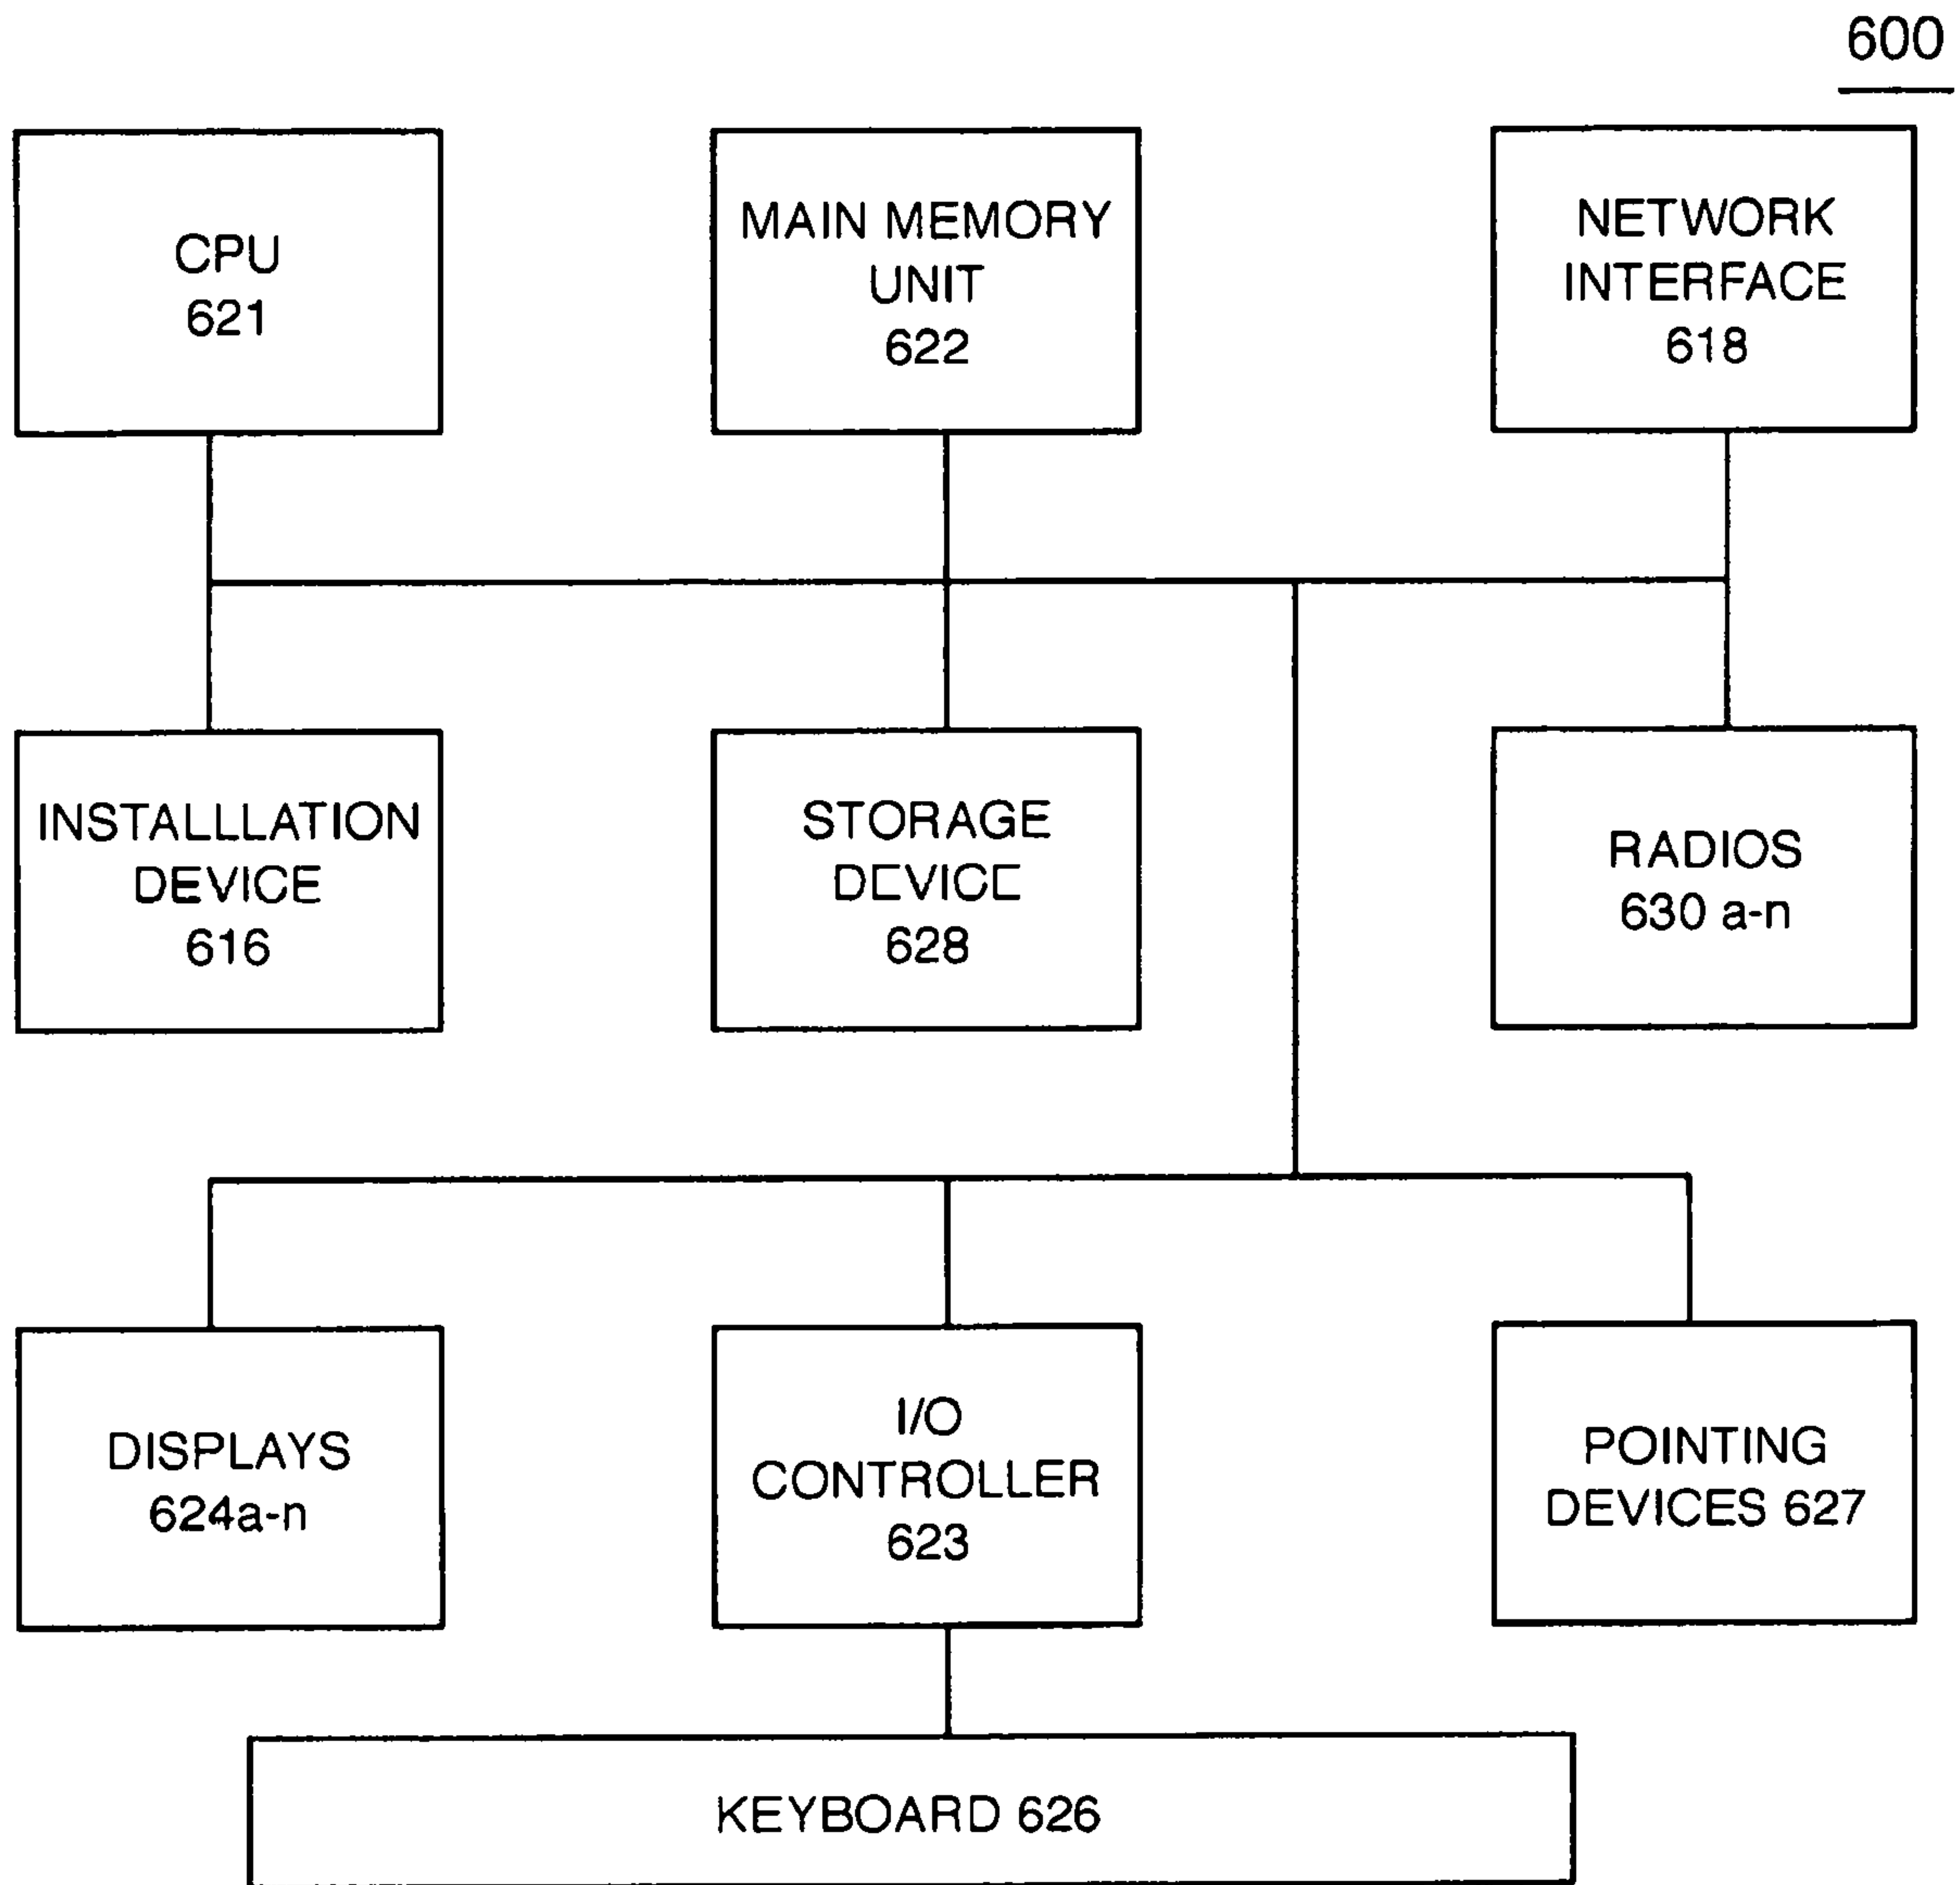 600
CPU
621
MAIN MEMORY
UNIT
622
NETWORK
INTERFACE
618
INSTALLLATION
DEVICE
616
STORAGE
DEVICE
628
RADIOS
630 a-n
DISPLAYS
624a-n
I/O
CONTROLLER
623
POINTING
DEVICES 627
KEYBOARD 626